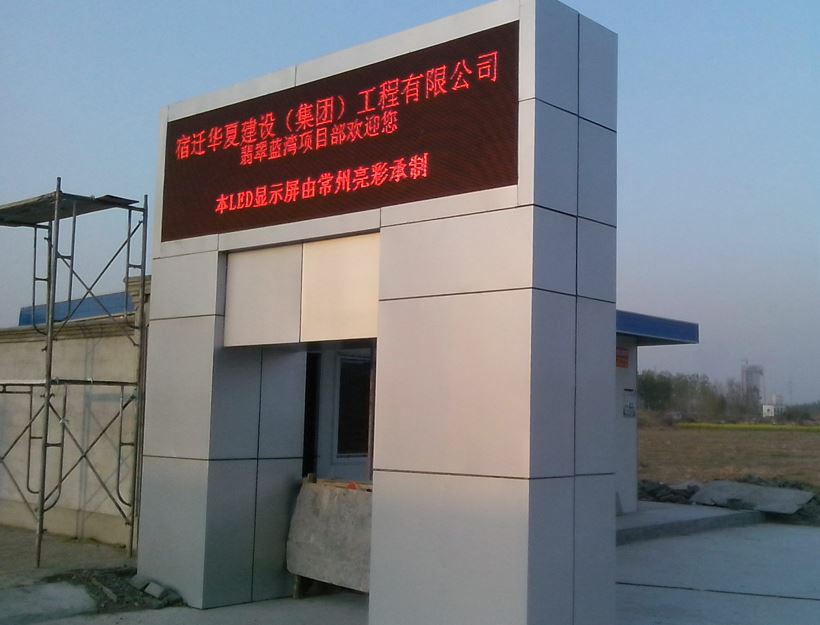 宿迁华夏建设（集团）工程有限公司
翡翠蓝湾项目部欢迎您
本LED显示屏由常州亮彩承制